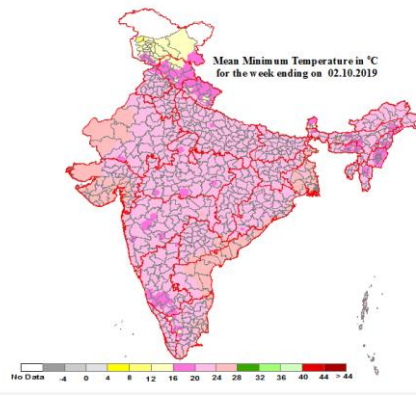 Mean Minimum Temperature in °C
for the week ending on 02.10.2019
No Data -4 0 4 8 12 16 20 24 28 32 36 40 44 > 44